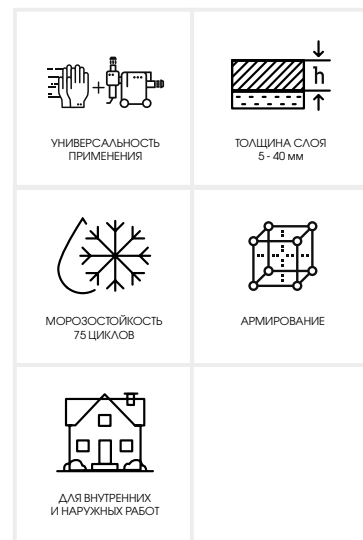 УНИВЕРСАЛЬНОСТЬ
ПРИМЕНЕНИЯ
ТОЛЩИНА СЛОЯ
5 - 40 мм
h
МОРОЗОСТОЙКОСТЬ
75 ЦИКЛОВ
АРМИРОВАНИЕ
ДЛЯ ВНУТРЕННИХ
И НАРУЖНЫХ РАБОТ